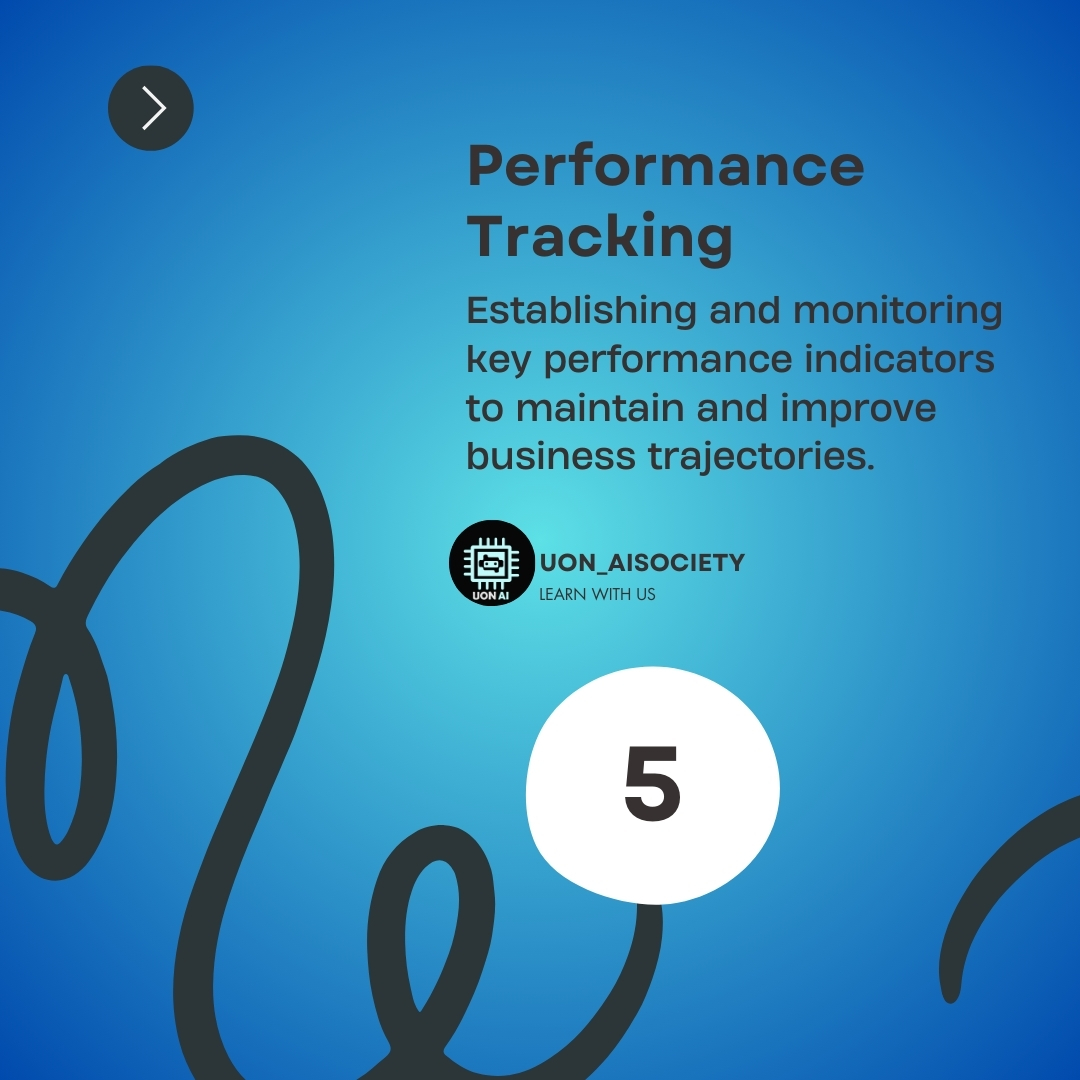 Performance
Tracking
Establishing and monitoring
key performance indicators
to maintain and improve
business trajectories.
UON AI
UON_AISOCIETY
LEARN WITH US
5